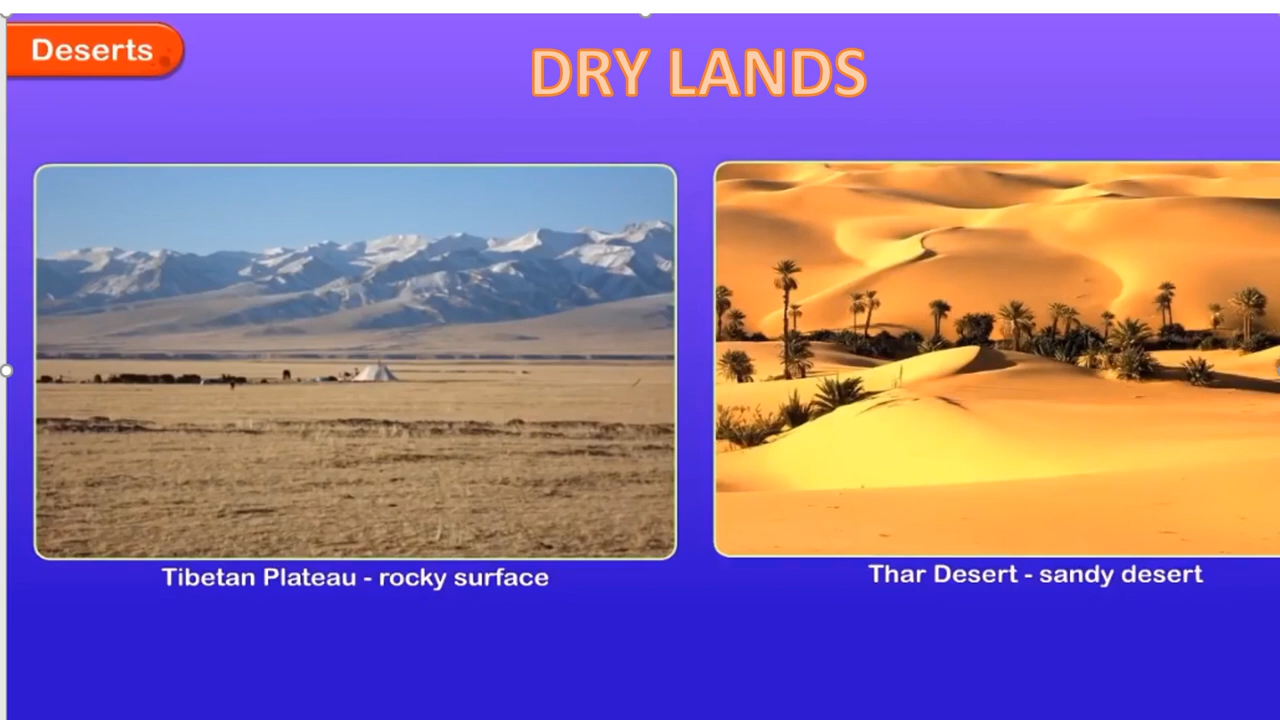 Deserts
DRY LANDS
Tibetan Plateau - rocky surface
Thar Desert - sandy desert